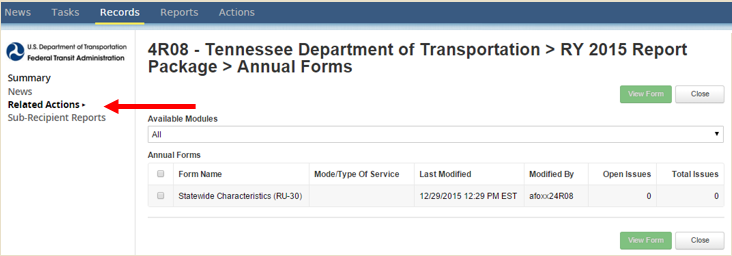 News Tasks Records Reports Actions
U.S. Department of Transportation
Federal Transit Administration
Summary
News
Related Actions ▸
Sub-Recipient Reports
4R08 - Tennessee Department of Transportation > RY 2015 Report
Package > Annual Forms
View Form Close
Available Modules
All
Annual Forms
Form Name Mode/Type Of Service Last Modified Modified By Open Issues Total Issues
Statewide Characteristics (RU-30) 12/29/2015 12:29 PM EST afoxx24R08 0 0
View Form Close